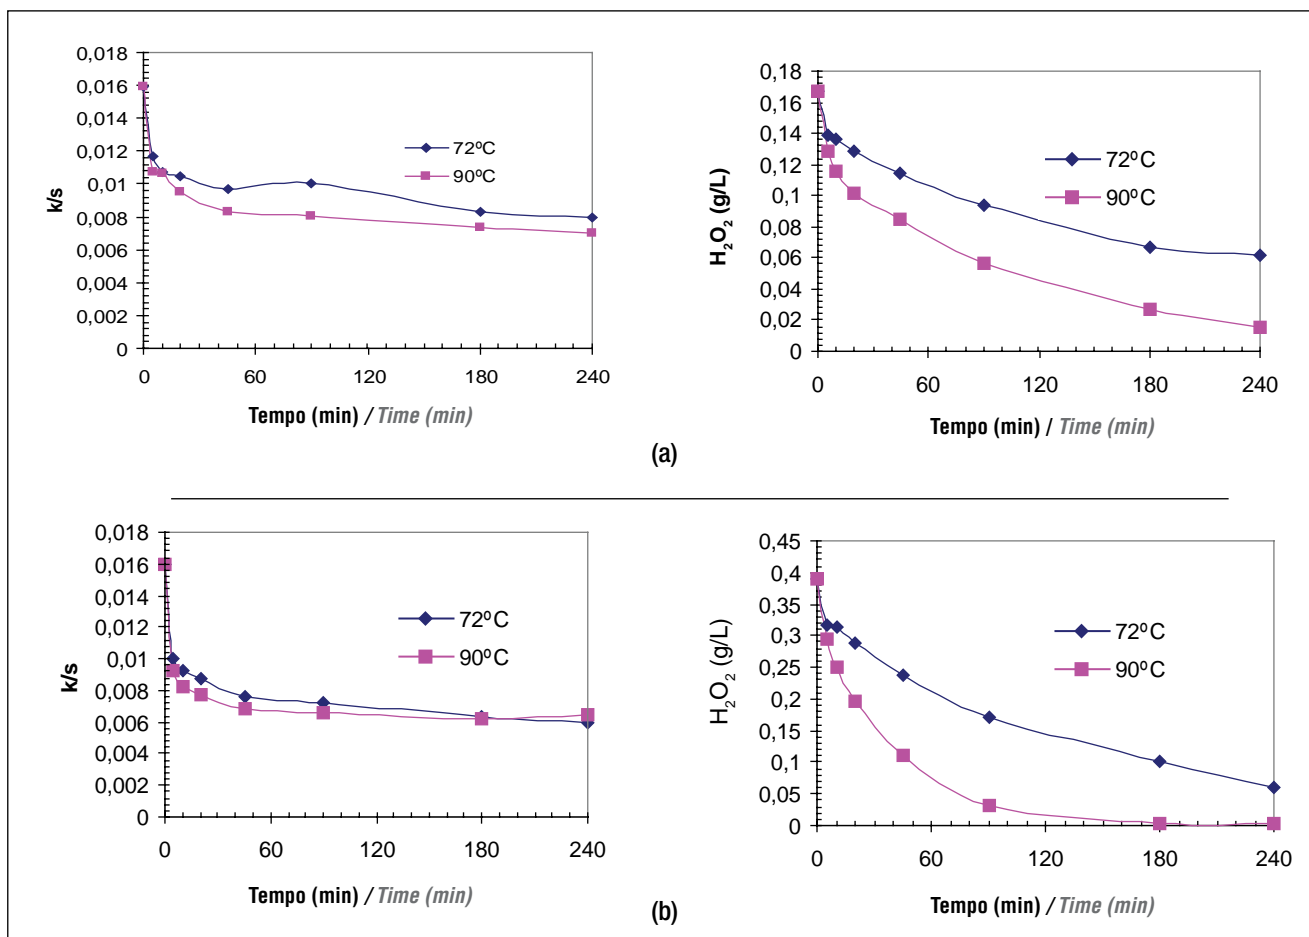 0,018
0,016
0,014
0,012
0,01
0,008
0,006
0,004
0,002
0
k/s
72ºC
90ºC
0 60 120 180 240
Tempo (min) / Time (min)
0,18
0,16
0,14
0,12
0,1
0,08
0,06
0,04
0,02
0
H₂O₂ (g/L)
72ºC
90ºC
0 60 120 180 240
Tempo (min) / Time (min)
(a)
0,018
0,016
0,014
0,012
0,01
0,008
0,006
0,004
0,002
0
k/s
72ºC
90ºC
0 60 120 180 240
Tempo (min) / Time (min)
0,45
0,4
0,35
0,3
0,25
0,2
0,15
0,1
0,05
0
H₂O₂ (g/L)
72ºC
90ºC
0 60 120 180 240
Tempo (min) / Time (min)
(b)